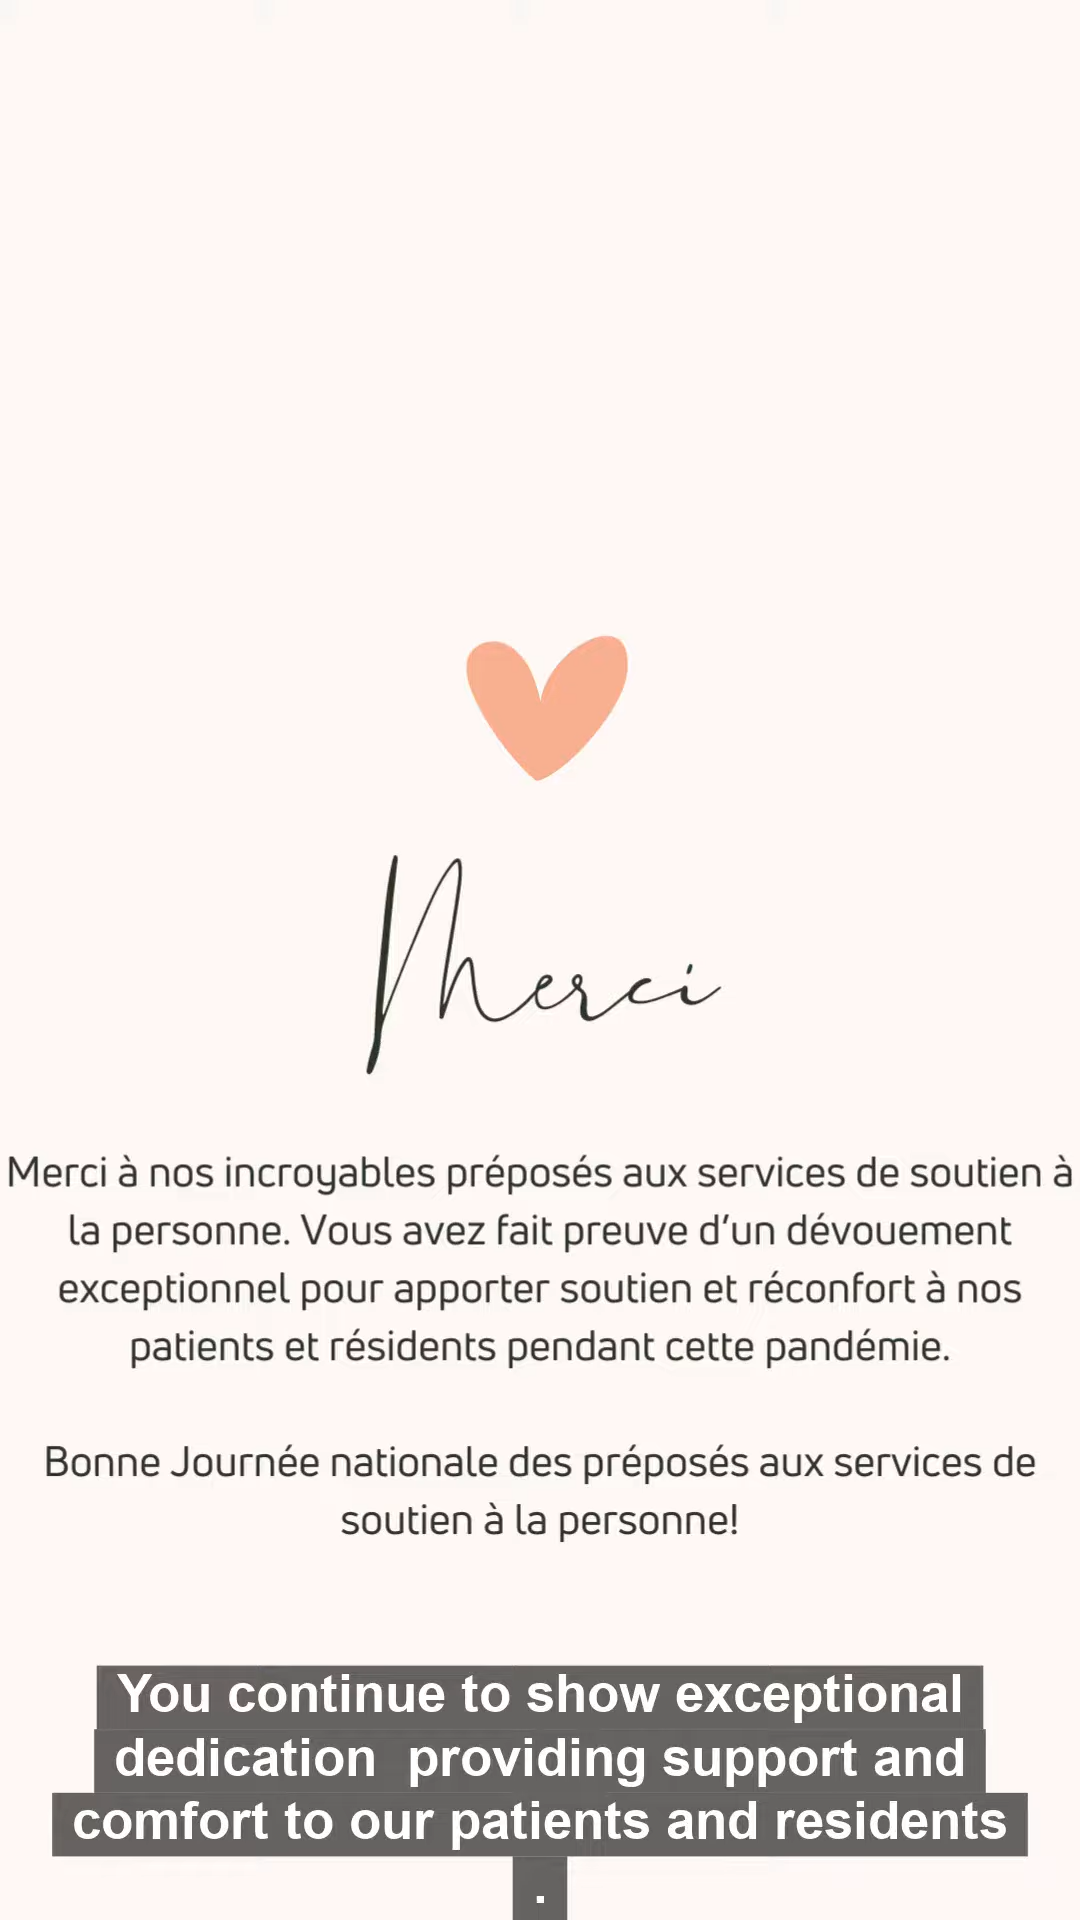 Merci
Merci à nos incroyables préposés aux services de soutien à
la personne. Vous avez fait preuve d’un dévouement
exceptionnel pour apporter soutien et réconfort à nos
patients et résidents pendant cette pandémie.
Bonne Journée nationale des préposés aux services de
soutien à la personne!
You continue to show exceptional
dedication  providing support and
comfort to our patients and residents
.